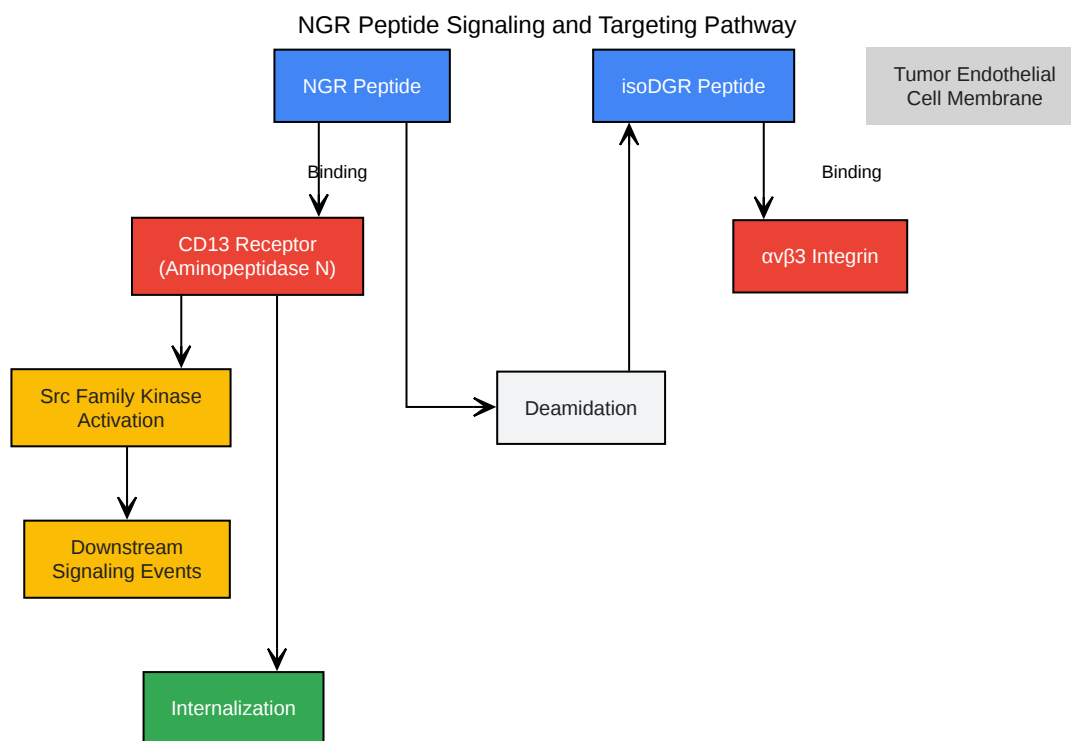 NGR Peptide Signaling and Targeting Pathway
NGR Peptide
isoDGR Peptide
Tumor Endothelial
Cell Membrane
Binding
Binding
CD13 Receptor
(Aminopeptidase N)
αvβ3 Integrin
Src Family Kinase
Activation
Deamidation
Downstream
Signaling Events
Internalization